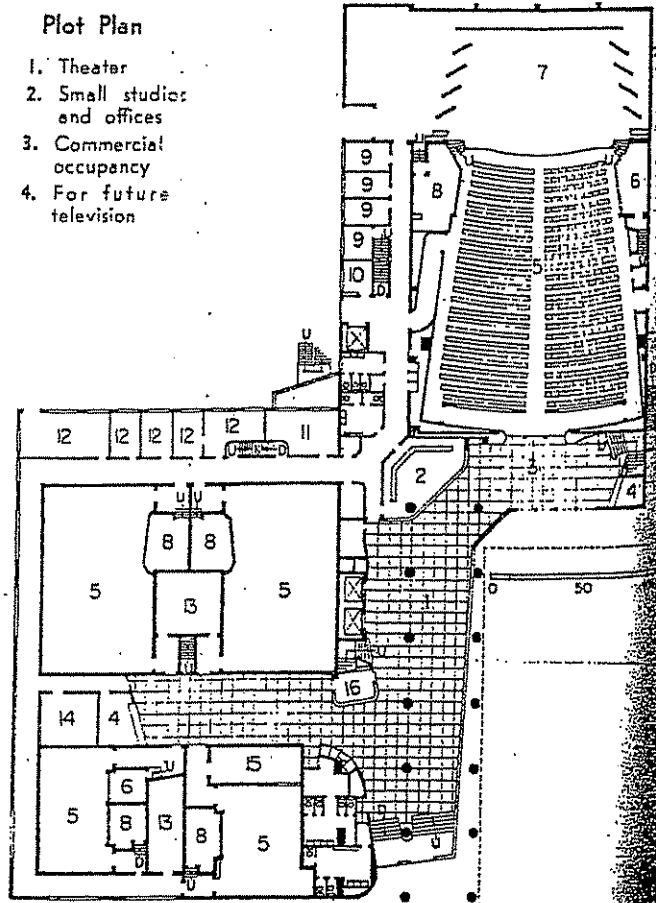 Plot Plan
1. Theater
2. Small studios
and offices
3. Commercial
occupancy
4. For future
television
7
9
9
9
8
6
9
5
10
U
12
12
12
12
12
11
U
D
2
3
4
U
U
8
8
5
5
1
0
50
13
U
U
16
14
4
15
U
6
5
8
13
8
5
D
U
D
U